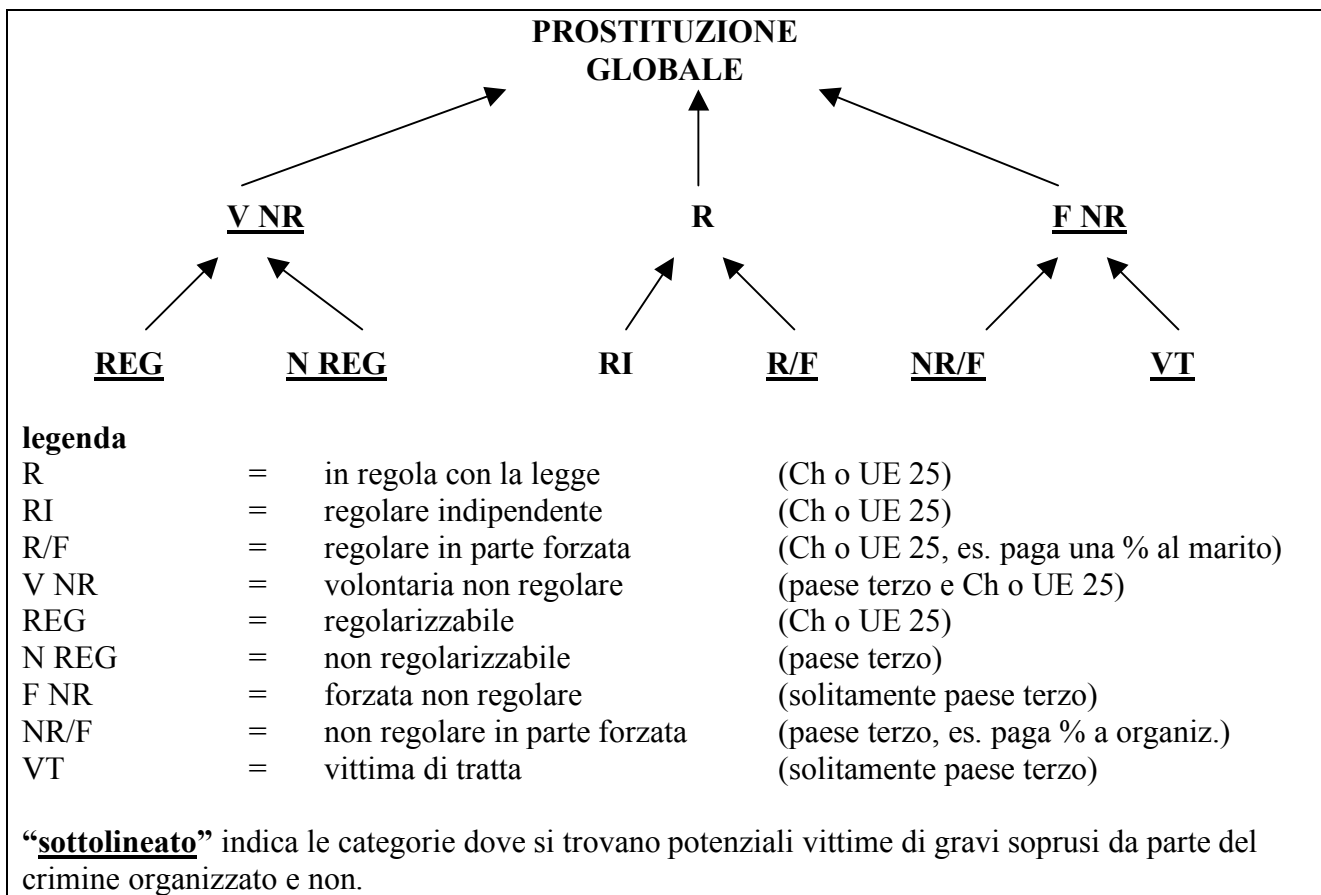 PROSTITUZIONE
GLOBALE
V NR R F NR
REG N REG RI R/F NR/F VT
legenda
R = in regola con la legge (Ch o UE 25)
RI = regolare indipendente (Ch o UE 25)
R/F = regolare in parte forzata (Ch o UE 25, es. paga una % al marito)
V NR = volontaria non regolare (paese terzo e Ch o UE 25)
REG = regolarizzabile (Ch o UE 25)
N REG = non regolarizzabile (paese terzo)
F NR = forzata non regolare (solitamente paese terzo)
NR/F = non regolare in parte forzata (paese terzo, es. paga % a organiz.)
VT = vittima di tratta (solitamente paese terzo)
“sottolineato” indica le categorie dove si trovano potenziali vittime di gravi soprusi da parte del
crimine organizzato e non.